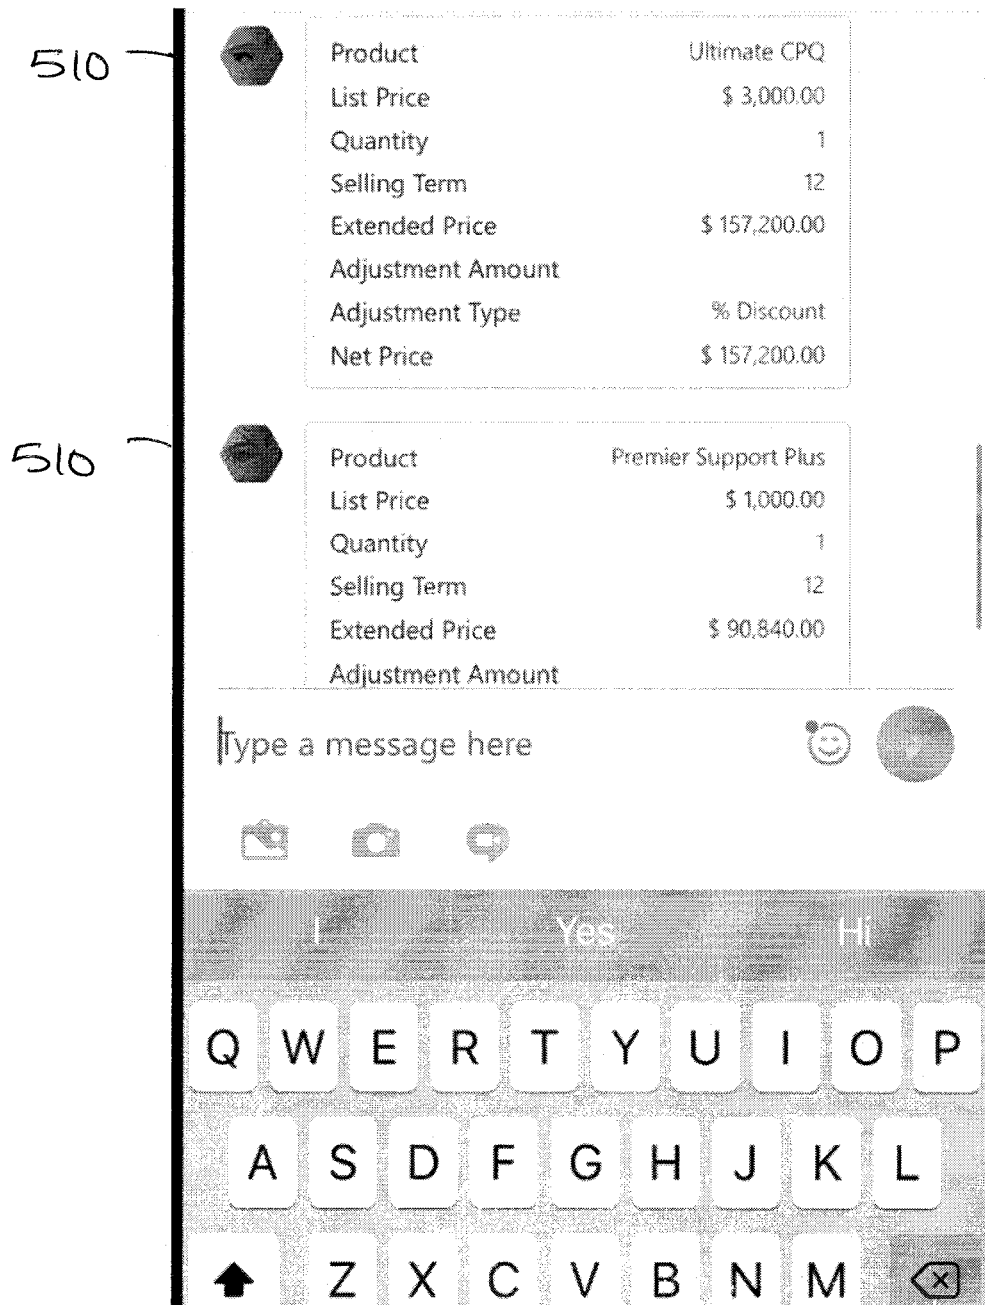 510
Product Ultimate CPQ
List Price $ 3,000.00
Quantity 1
Selling Term 12
Extended Price $ 157,200.00
Adjustment Amount
Adjustment Type % Discount
Net Price $ 157,200.00
510
Product Premier Support Plus
List Price $ 1,000.00
Quantity 1
Selling Term 12
Extended Price $ 90,840.00
Adjustment Amount
Type a message here
I Yes Hi
Q W E R T Y U I O P
A S D F G H J K L
Z X C V B N M